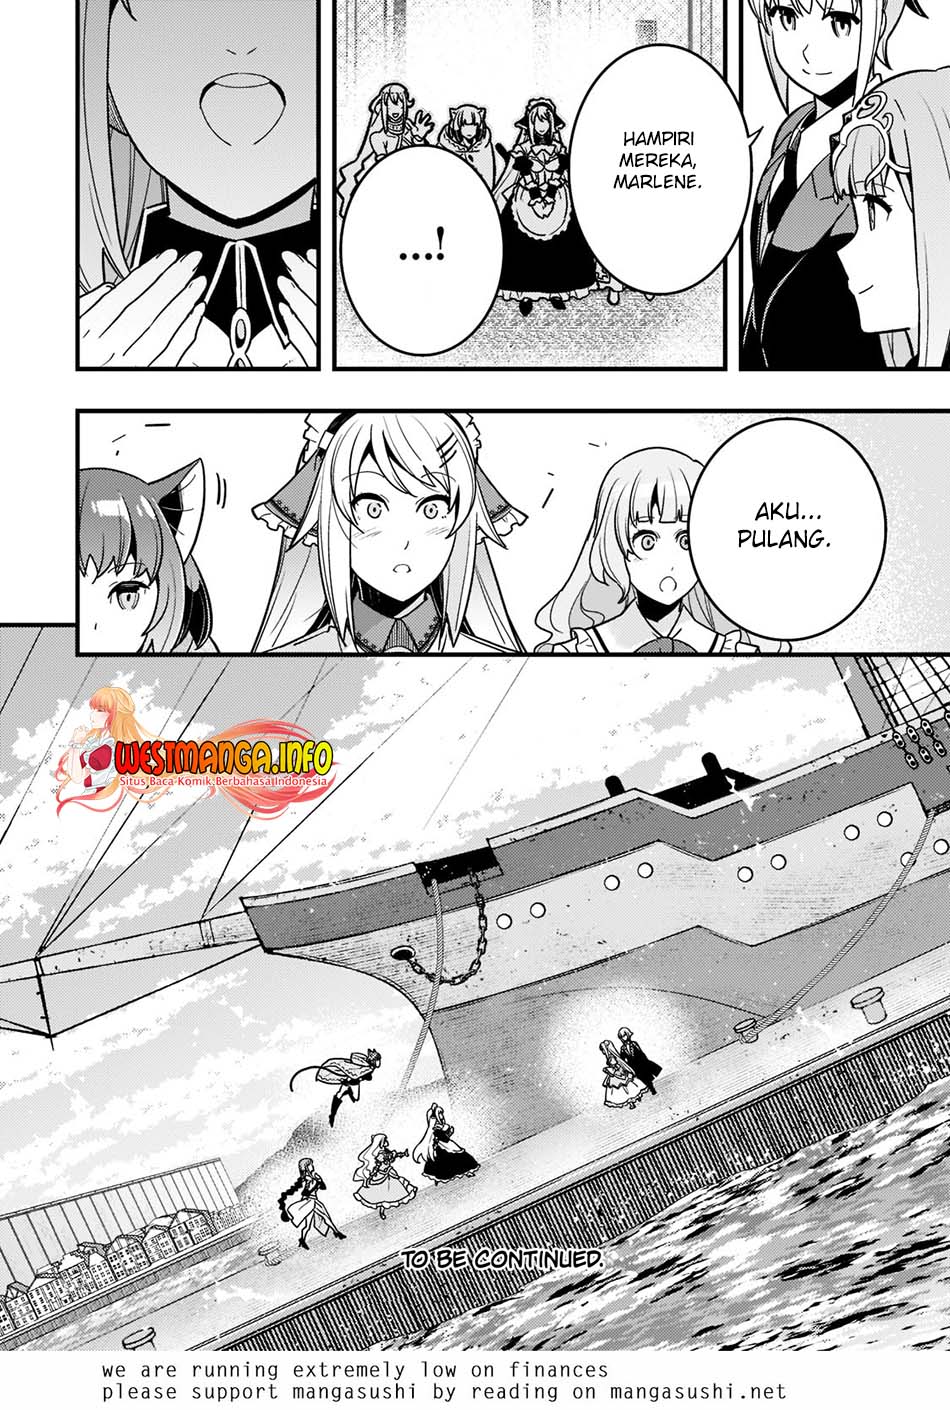 HAMPIRI
MEREKA,
MARLENE.
....!
AKU...
PULANG.
WESTMANGA.INFO
Situs Baca Komik Berbahasa Indonesia
TO BE CONTINUED.
we are running extremely low on finances
please support mangasushi by reading on mangasushi.net